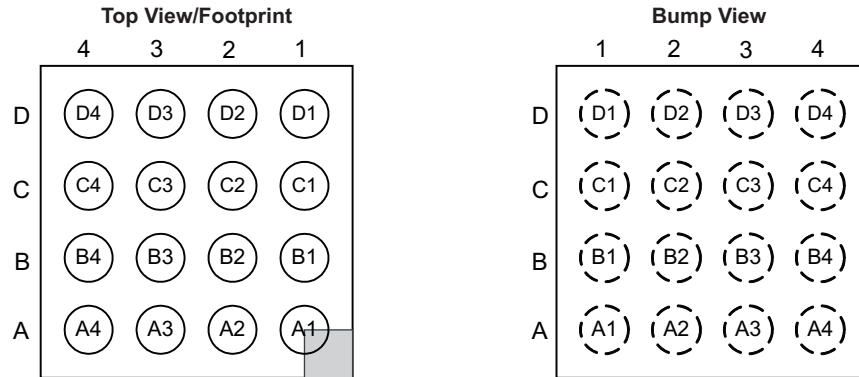 Top View/Footprint
4 3 2 1
D D4 D3 D2 D1
C C4 C3 C2 C1
B B4 B3 B2 B1
A A4 A3 A2 A1
Bump View
1 2 3 4
D D1 D2 D3 D4
C C1 C2 C3 C4
B B1 B2 B3 B4
A A1 A2 A3 A4